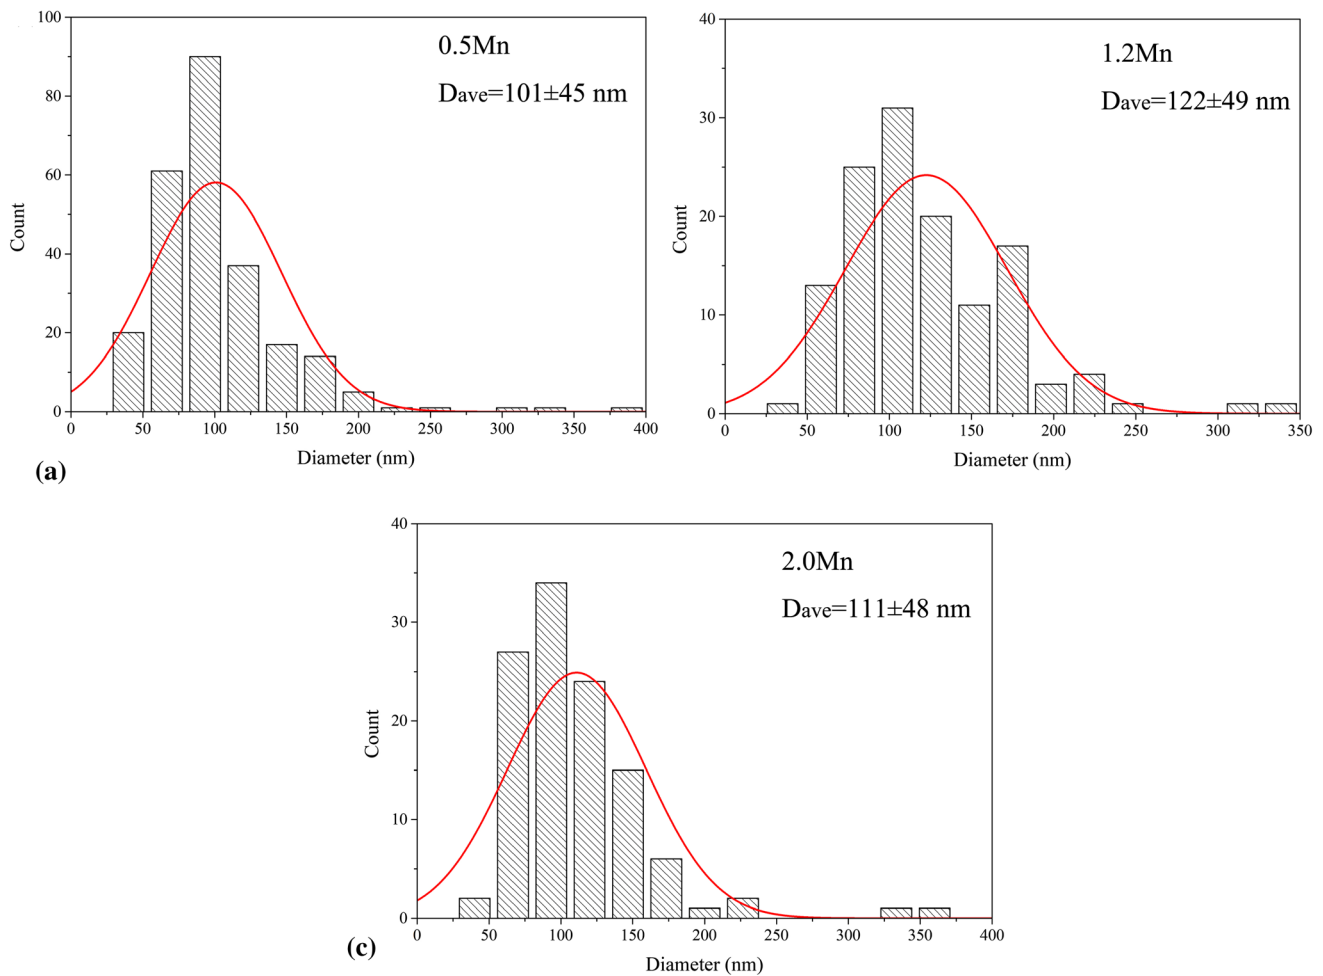 100
80
60
40
20
0
Count
0 50 100 150 200 250 300 350 400
Diameter (nm)
0.5Mn
Dave=101±45 nm
(a)
40
30
20
10
0
Count
0 50 100 150 200 250 300 350
Diameter (nm)
1.2Mn
Dave=122±49 nm
40
30
20
10
0
Count
0 50 100 150 200 250 300 350 400
Diameter (nm)
2.0Mn
Dave=111±48 nm
(c)